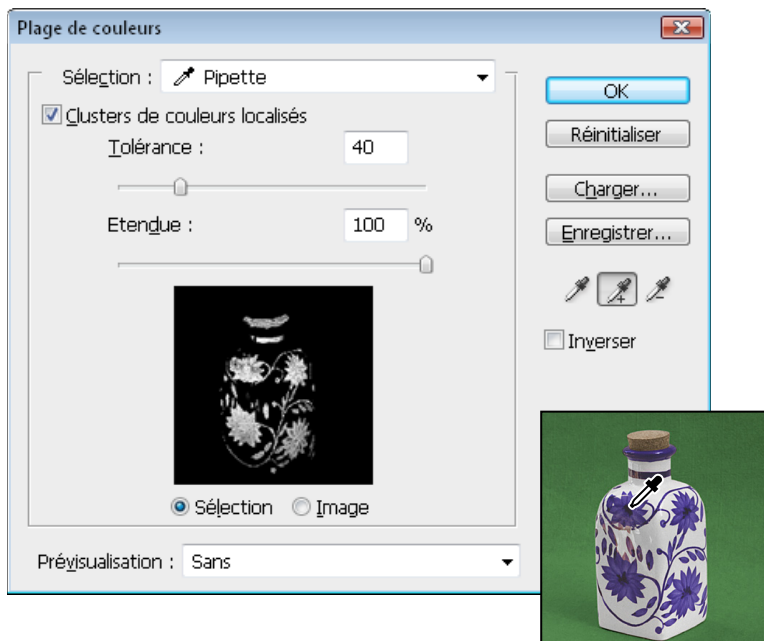 Plage de couleurs
Sélection : Pipette
Clusters de couleurs localisés
Tolérance : 40
Etendue : 100 %
Sélection Image
Prévisualisation : Sans
OK
Réinitialiser
Charger...
Enregistrer...
Inverser